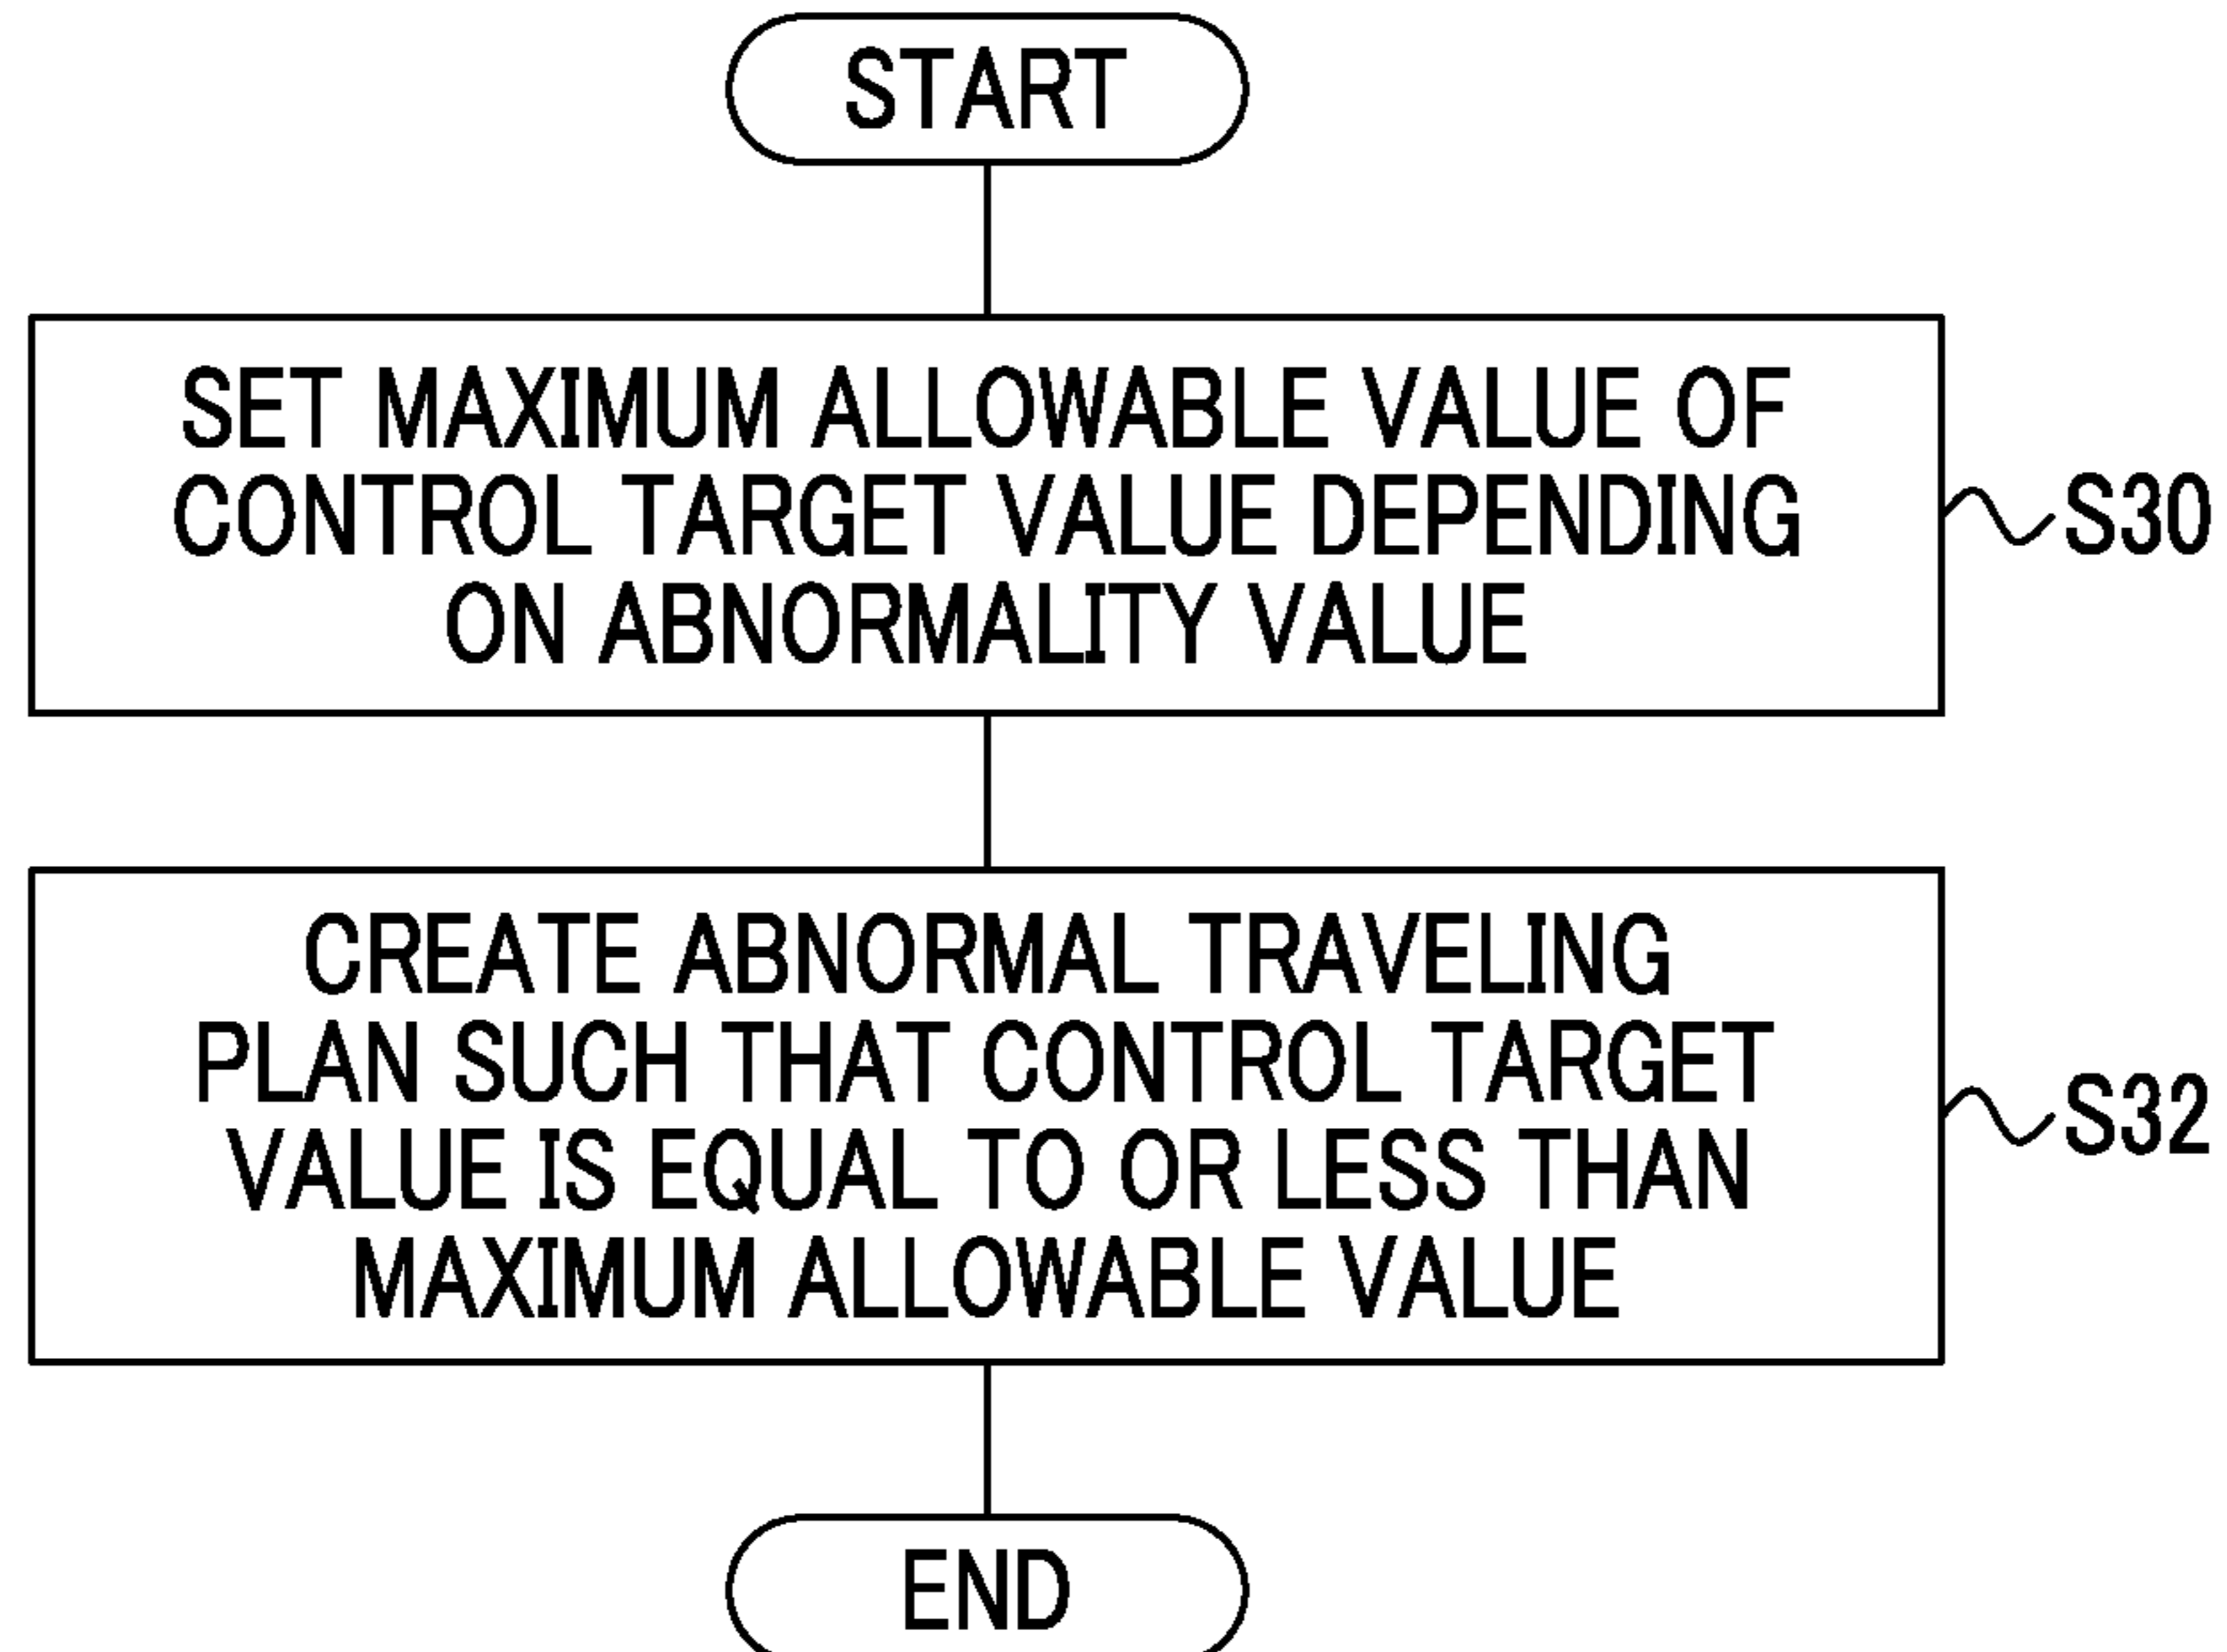 START
SET MAXIMUM ALLOWABLE VALUE OF
CONTROL TARGET VALUE DEPENDING
ON ABNORMALITY VALUE
S30
CREATE ABNORMAL TRAVELING
PLAN SUCH THAT CONTROL TARGET
VALUE IS EQUAL TO OR LESS THAN
MAXIMUM ALLOWABLE VALUE
S32
END